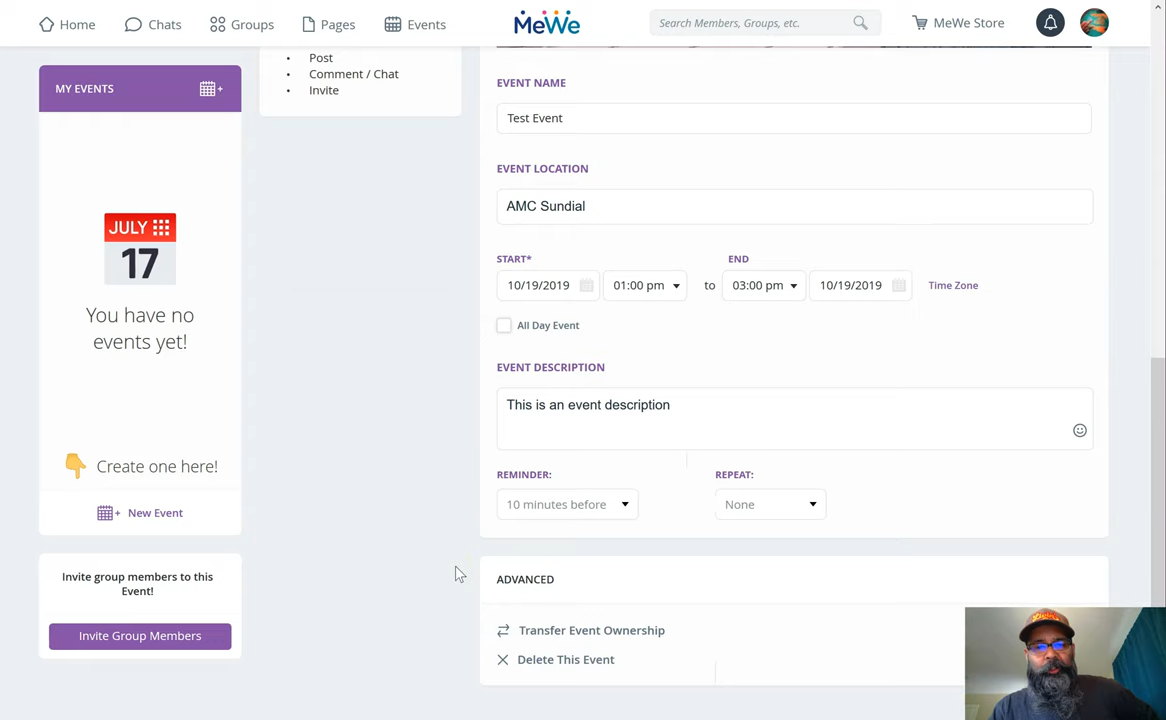 Home
Chats
Groups
Pages
Events
MeWe
Search Members, Groups, etc.
MeWe Store
MY EVENTS
JULY
17
You have no
events yet!
Create one here!
New Event
Invite group members to this
Event!
Invite Group Members
• Post
• Comment / Chat
• Invite
EVENT NAME
Test Event
EVENT LOCATION
AMC Sundial
START* END
10/19/2019 01:00 pm to 03:00 pm 10/19/2019 Time Zone
All Day Event
EVENT DESCRIPTION
This is an event description
REMINDER: REPEAT:
10 minutes before None
ADVANCED
Transfer Event Ownership
Delete This Event